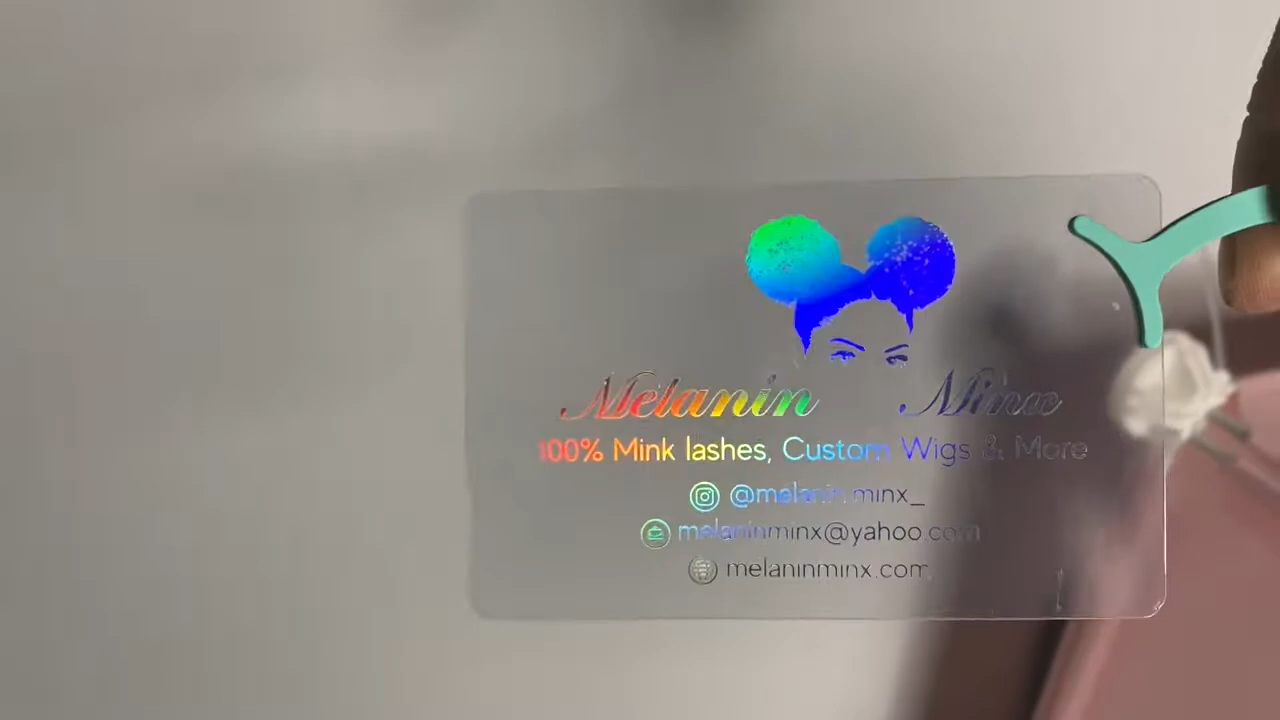 Melanin Minx
100% Mink lashes, Custom Wigs & More
@melanin.minx_
melaninminx@yahoo.com
melaninminx.com